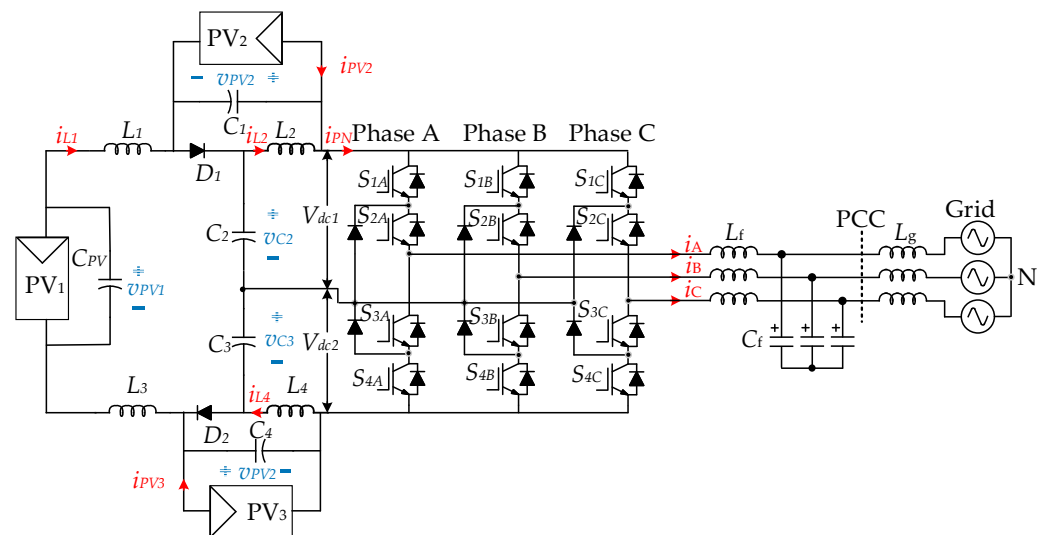 PV2
− vPV2 +
iPV2
C1
iL1
L1
iL2
L2
iPN
Phase A
Phase B
Phase C
D1
S1A
S1B
S1C
S2A
S2B
S2C
Vdc1
C2
+
vC2
−
CPV
PV1
+
vPV1
−
iA
iB
iC
Lf
PCC
Lg
Grid
N
C3
+
vC3
−
Vdc2
S3A
S3B
S3C
Cf
+
+
+
S4A
S4B
S4C
L3
iL4
L4
D2
C4
+ vPV2 −
iPV3
PV3